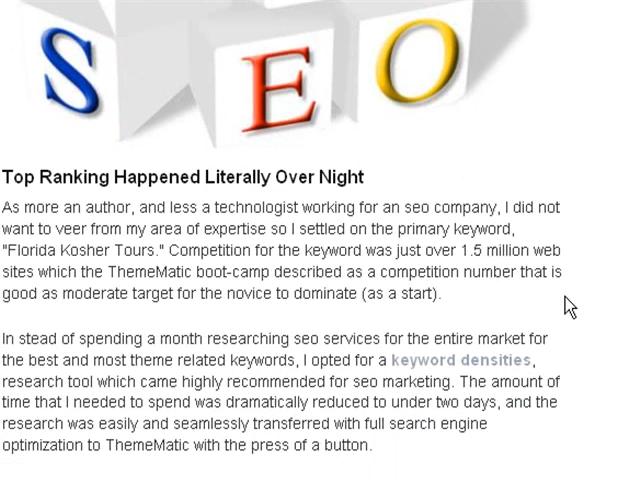 SEO
Top Ranking Happened Literally Over Night
As more an author, and less a technologist working for an seo company, I did not
want to veer from my area of expertise so I settled on the primary keyword,
"Florida Kosher Tours." Competition for the keyword was just over 1.5 million web
sites which the ThemeMatic boot-camp described as a competition number that is
good as moderate target for the novice to dominate (as a start).
In stead of spending a month researching seo services for the entire market for
the best and most theme related keywords, I opted for a keyword densities,
research tool which came highly recommended for seo marketing. The amount of
time that I needed to spend was dramatically reduced to under two days, and the
research was easily and seamlessly transferred with full search engine
optimization to ThemeMatic with the press of a button.